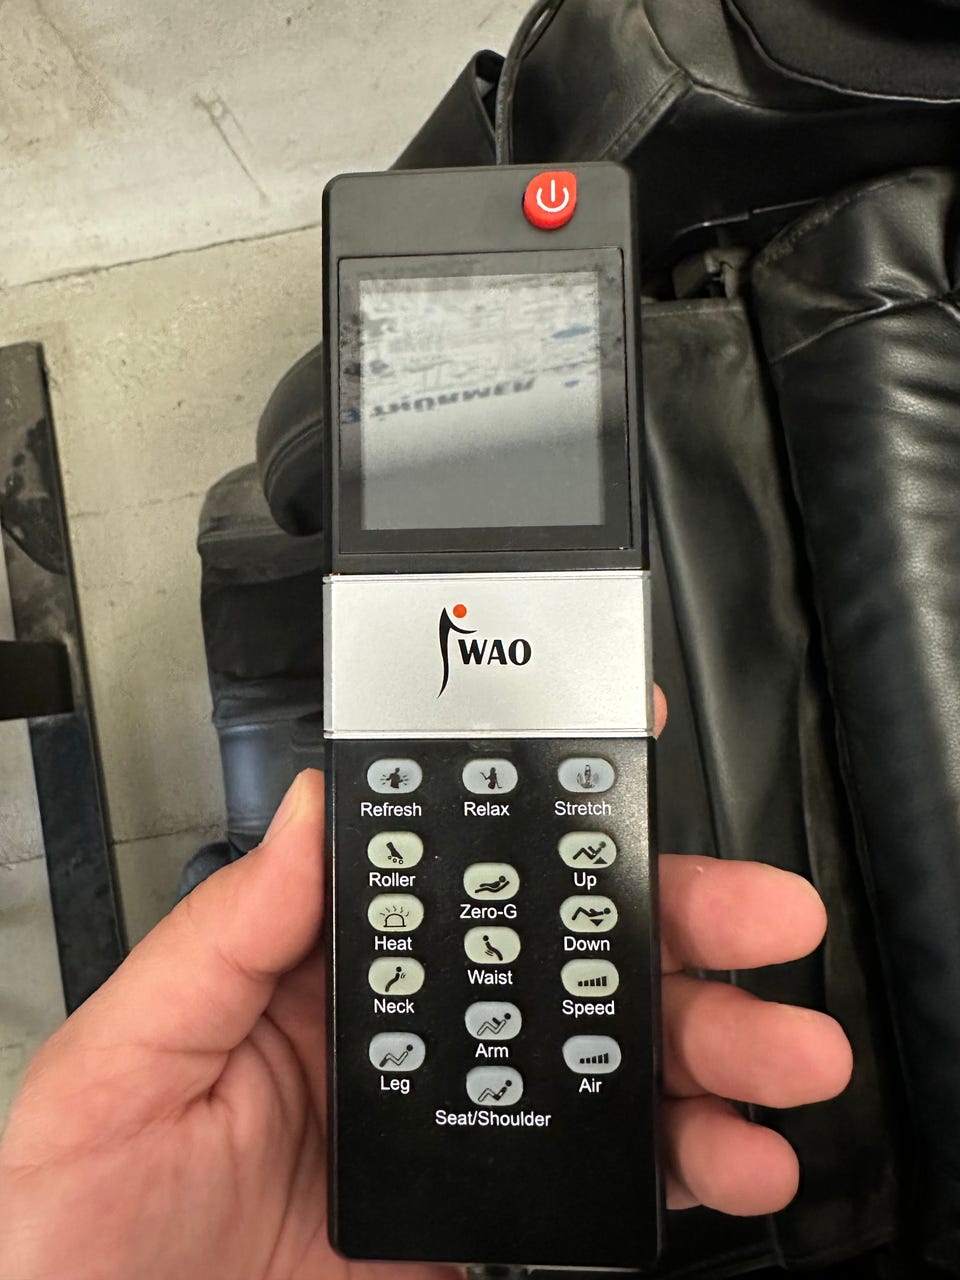 WAO
Refresh Relax Stretch
Roller Up
Zero-G
Heat Down
Waist
Neck Speed
Arm
Leg Air
Seat/Shoulder